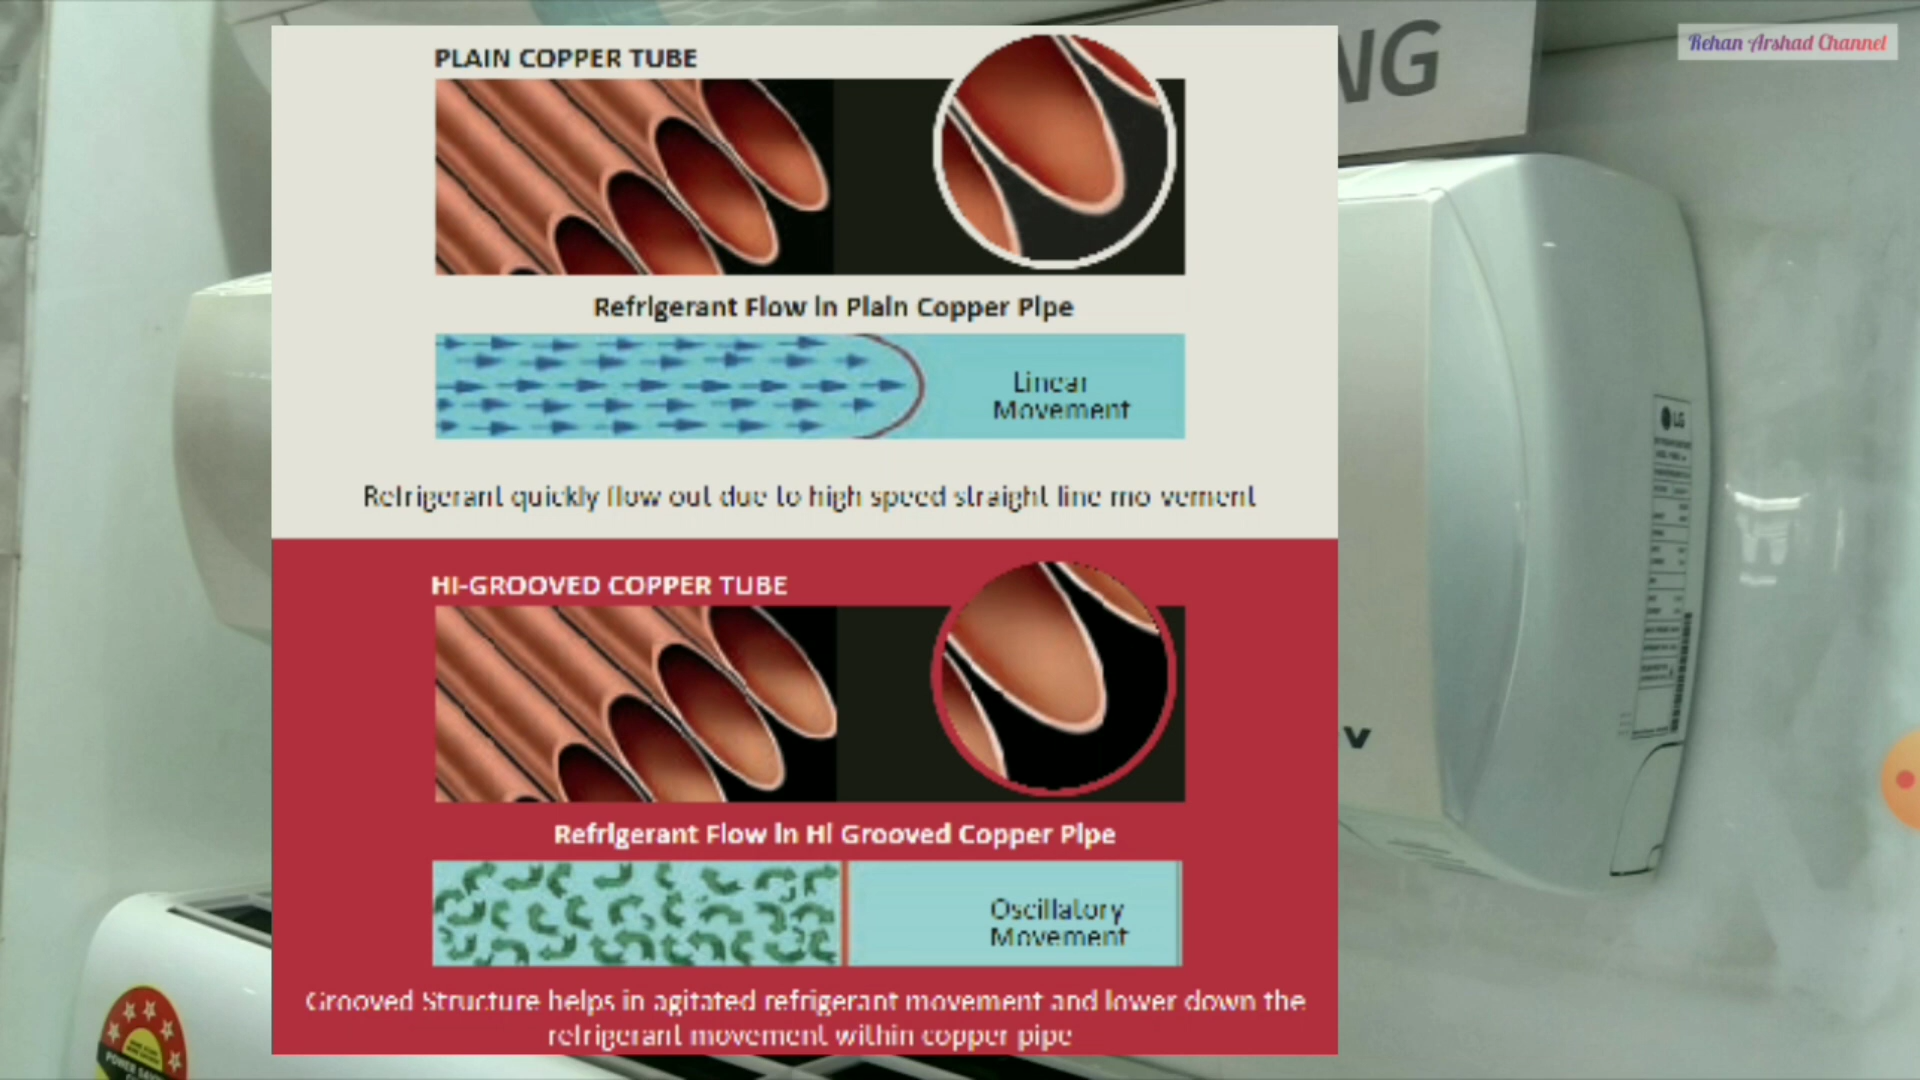 NG
Rehan Arshad Channel
PLAIN COPPER TUBE
Refrigerant Flow in Plain Copper Pipe
Linear
Movement
Refrigerant quickly flow out due to high speed straight line mo vement
LG
HI-GROOVED COPPER TUBE
V
Refrigerant Flow in Hi Grooved Copper Pipe
Oscillatory
Movement
Grooved Structure helps in agitated refrigerant movement and lower down the
refrigerant movement within copper pipe
POWER